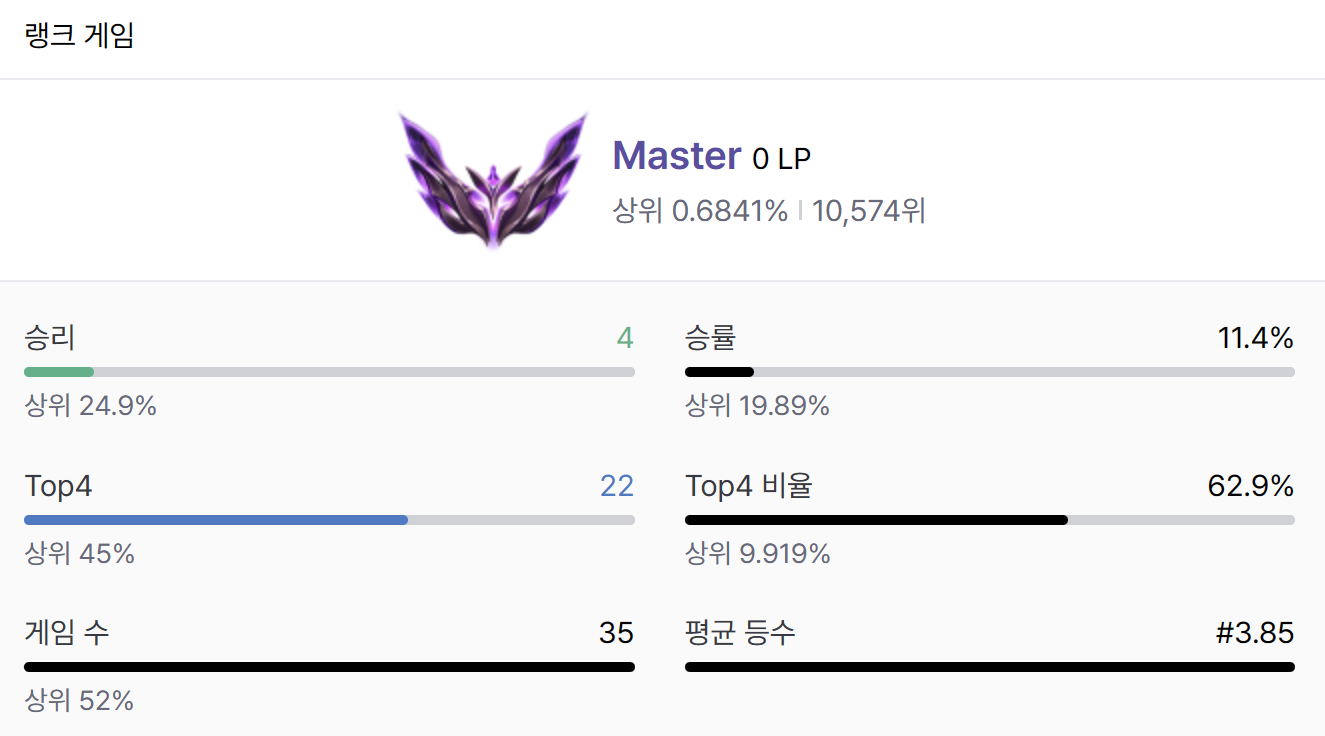 랭크 게임
Master 0 LP
상위 0.6841% | 10,574위
승리 4
상위 24.9%
승률 11.4%
상위 19.89%
Top4 22
상위 45%
Top4 비율 62.9%
상위 9.919%
게임 수 35
상위 52%
평균 등수 #3.85